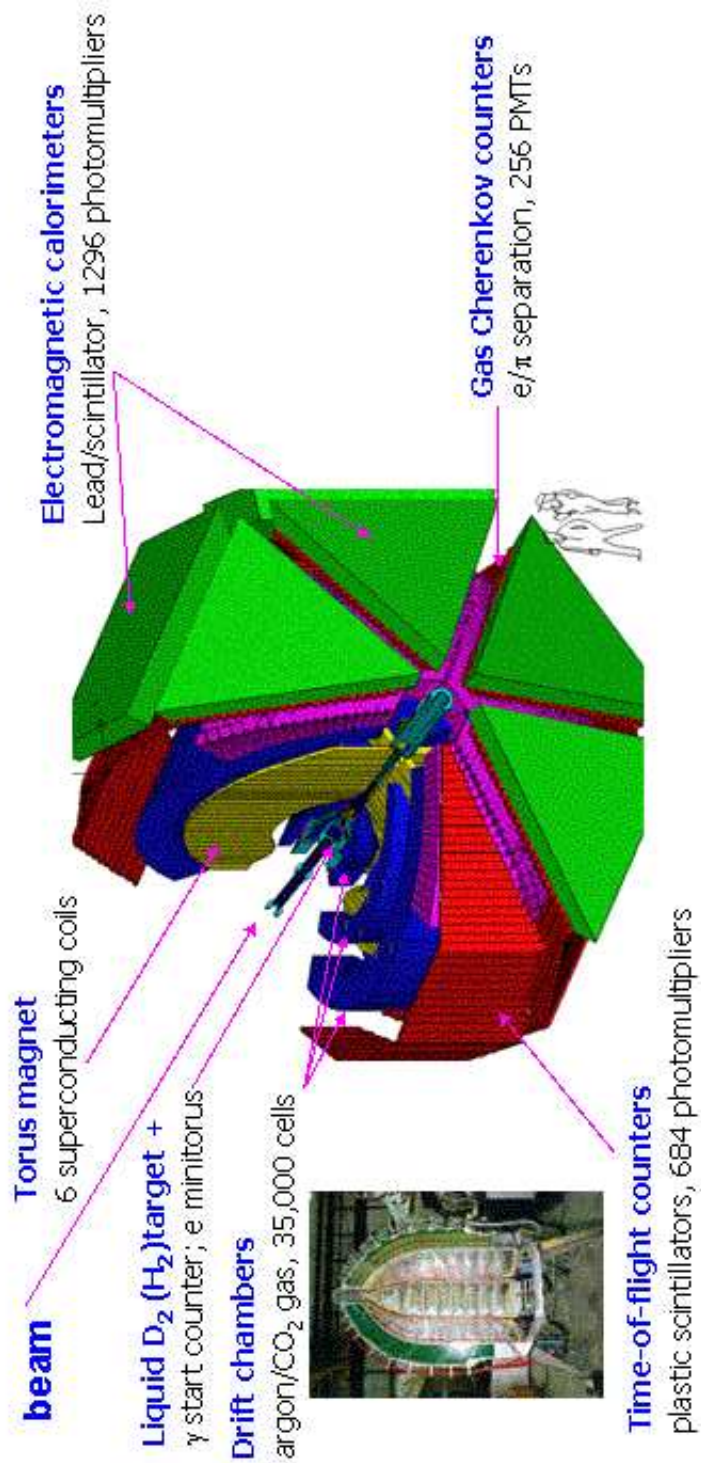 beam
Torus magnet
6 superconducting coils
Liquid D₂ (H₂)target +
γ start counter; e minitorus
Drift chambers
argon/CO₂ gas, 35,000 cells
Time-of-flight counters
plastic scintillators, 684 photomultipliers
Electromagnetic calorimeters
Lead/scintillator, 1296 photomultipliers
Gas Cherenkov counters
e/π separation, 256 PMTs